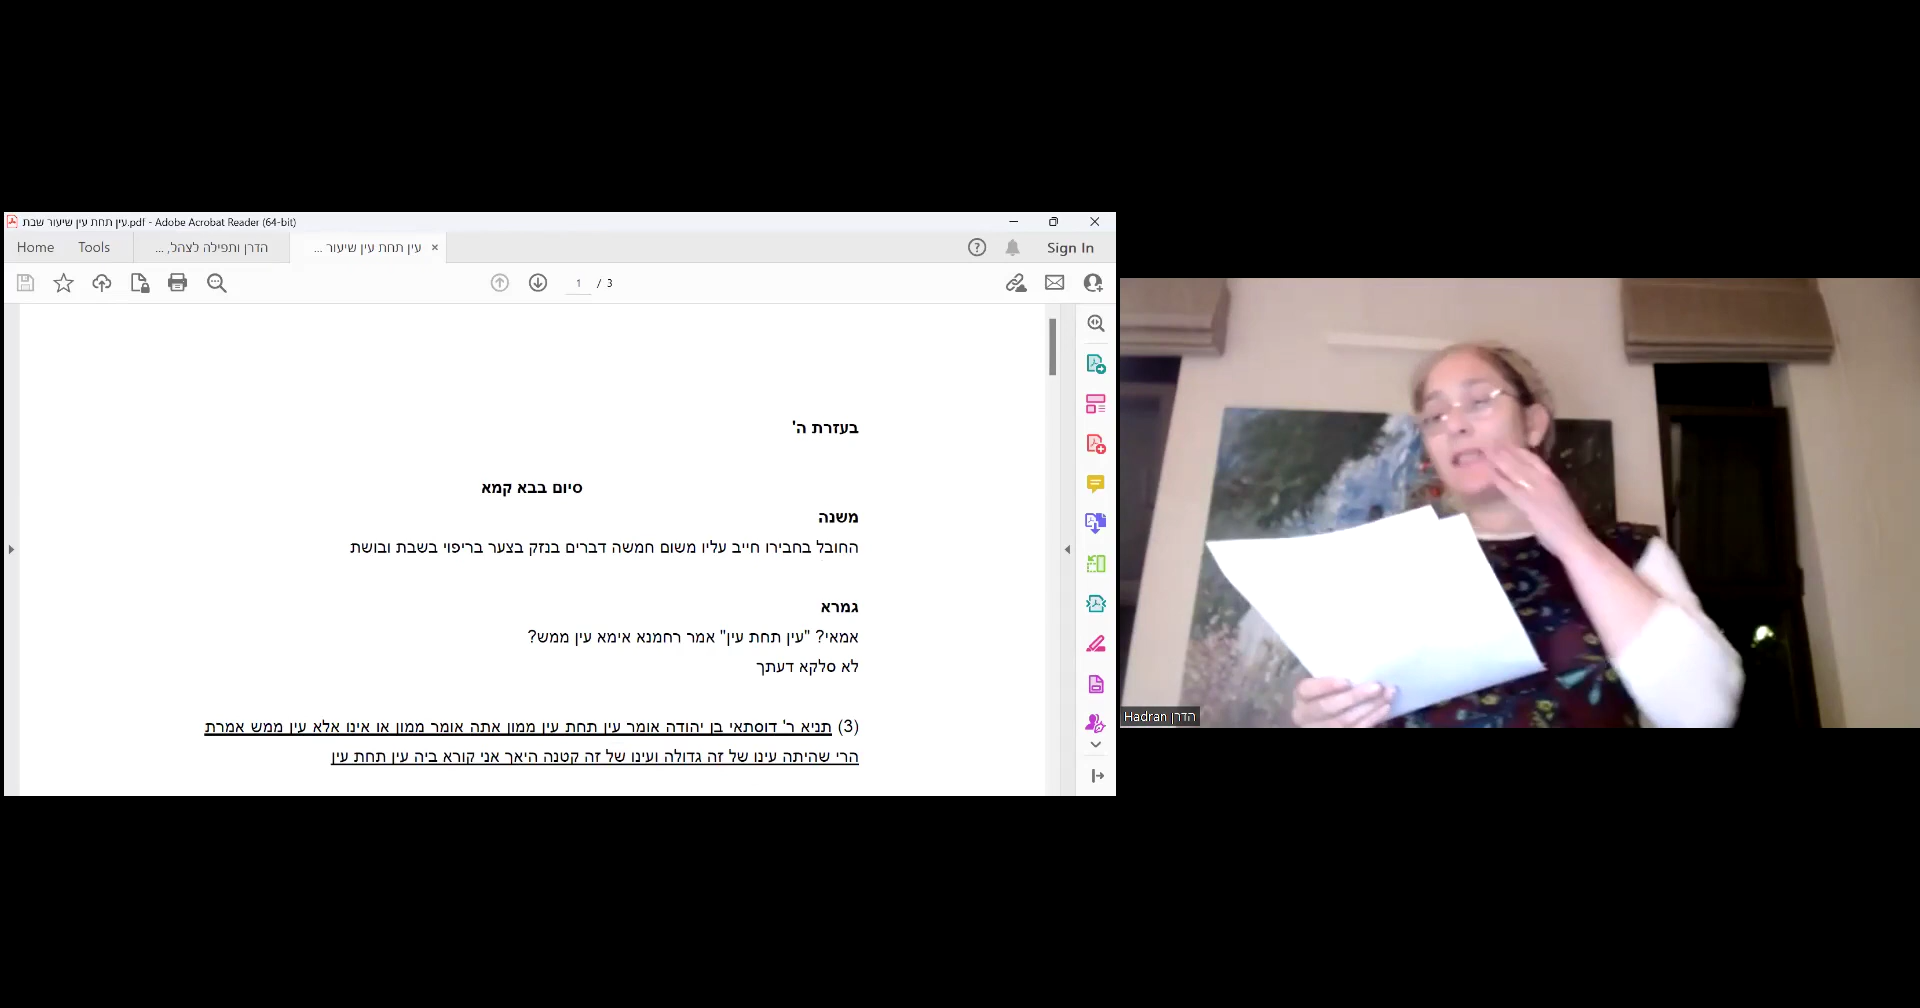 עין תחת עין שיעור שבת.pdf - Adobe Acrobat Reader (64-bit)
Home Tools הדרן ותפילה לצהל, ... עין תחת עין שיעור ... × Sign In
1 / 3
בעזרת ה'
סיום בבא קמא
משנה
החובל בחבירו חייב עליו משום חמשה דברים בנזק בצער בריפוי בשבת ובושת
גמרא
אמאי? "עין תחת עין" אמר רחמנא אימא עין ממש?
לא סלקא דעתך
(3) תניא ר' דוסתאי בן יהודה אומר עין תחת עין ממון אתה אומר ממון או אינו אלא עין ממש אמרת
הרי שהיתה עינו של זה גדולה ועינו של זה קטנה היאך אני קורא ביה עין תחת עין
Hadran הדרן